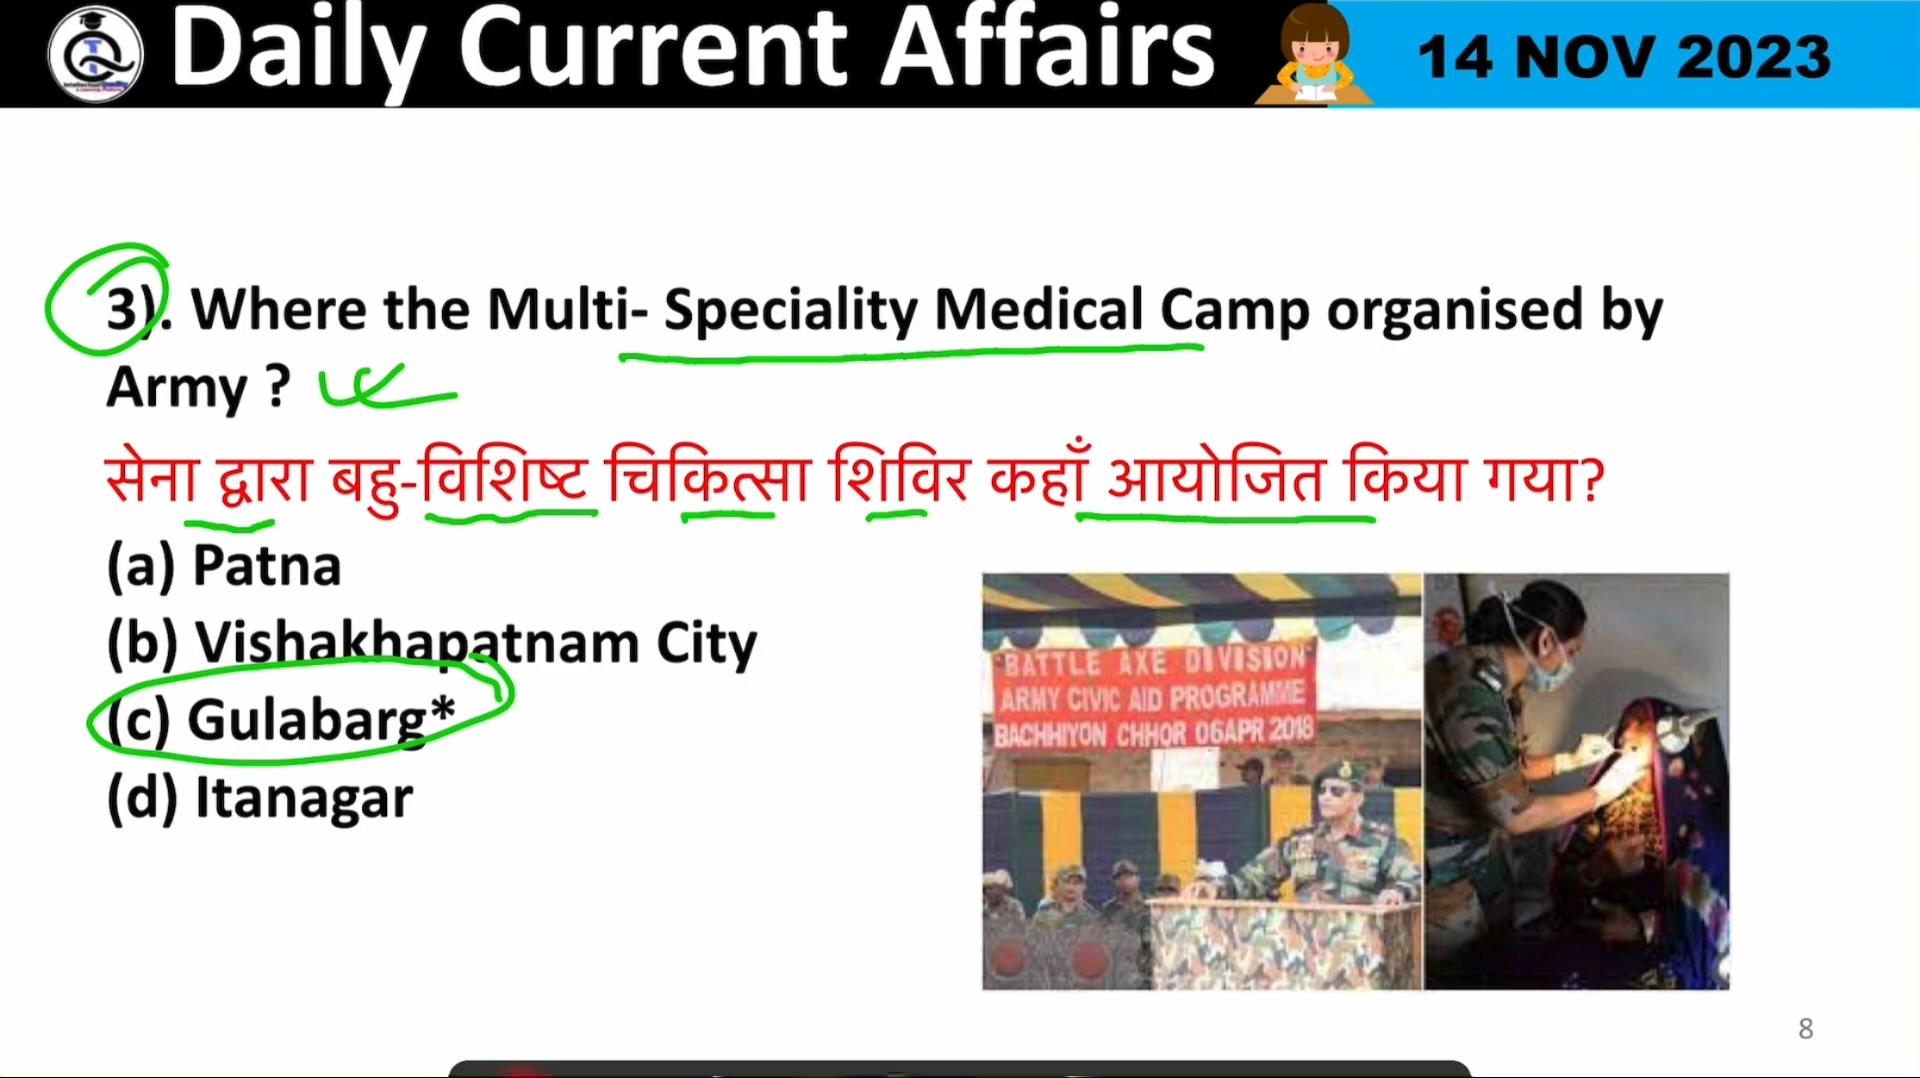 Daily Current Affairs
14 NOV 2023
3). Where the Multi- Speciality Medical Camp organised by
Army ?
सेना द्वारा बहु-विशिष्ट चिकित्सा शिविर कहाँ आयोजित किया गया?
(a) Patna
(b) Vishakhapatnam City
(c) Gulabarg*
(d) Itanagar
"BATTLE AXE DIVISION"
ARMY CIVIC AID PROGRAMME
BACHHIYON CHHOR 06APR 2018
8